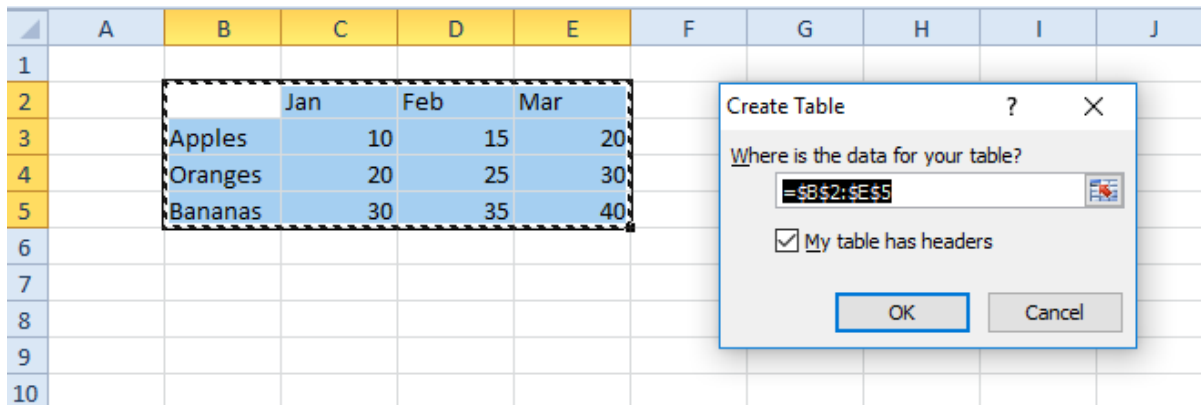 A B C D E F G H I J
1
2 Jan Feb Mar
3 Apples 10 15 20
4 Oranges 20 25 30
5 Bananas 30 35 40
6
7
8
9
10
Create Table ? ✕
Where is the data for your table?
=$B$2:$E$5
My table has headers
OK Cancel